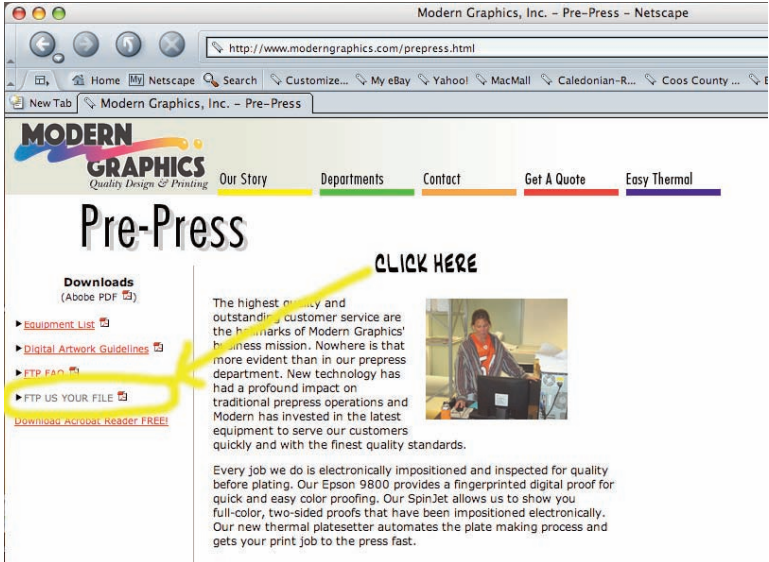 Modern Graphics, Inc. – Pre-Press – Netscape
http://www.moderngraphics.com/prepress.html
Home My Netscape Search Customize... My eBay Yahoo! MacMall Caledonian-R... Coos County ...
New Tab Modern Graphics, Inc. – Pre-Press
MODERN
GRAPHICS
Quality Design & Printing
Our Story Departments Contact Get A Quote Easy Thermal
Pre-Press
CLICK HERE
Downloads
(Abobe PDF )
Equipment List
Digital Artwork Guidelines
FTP FAQ
FTP US YOUR FILE
Download Acrobat Reader FREE!
The highest quality and
outstanding customer service are
the hallmarks of Modern Graphics'
business mission. Nowhere is that
more evident than in our prepress
department. New technology has
had a profound impact on
traditional prepress operations and
Modern has invested in the latest
equipment to serve our customers
quickly and with the finest quality standards.
Every job we do is electronically impositioned and inspected for quality
before plating. Our Epson 9800 provides a fingerprinted digital proof for
quick and easy color proofing. Our SpinJet allows us to show you
full-color, two-sided proofs that have been impositioned electronically.
Our new thermal platesetter automates the plate making process and
gets your print job to the press fast.